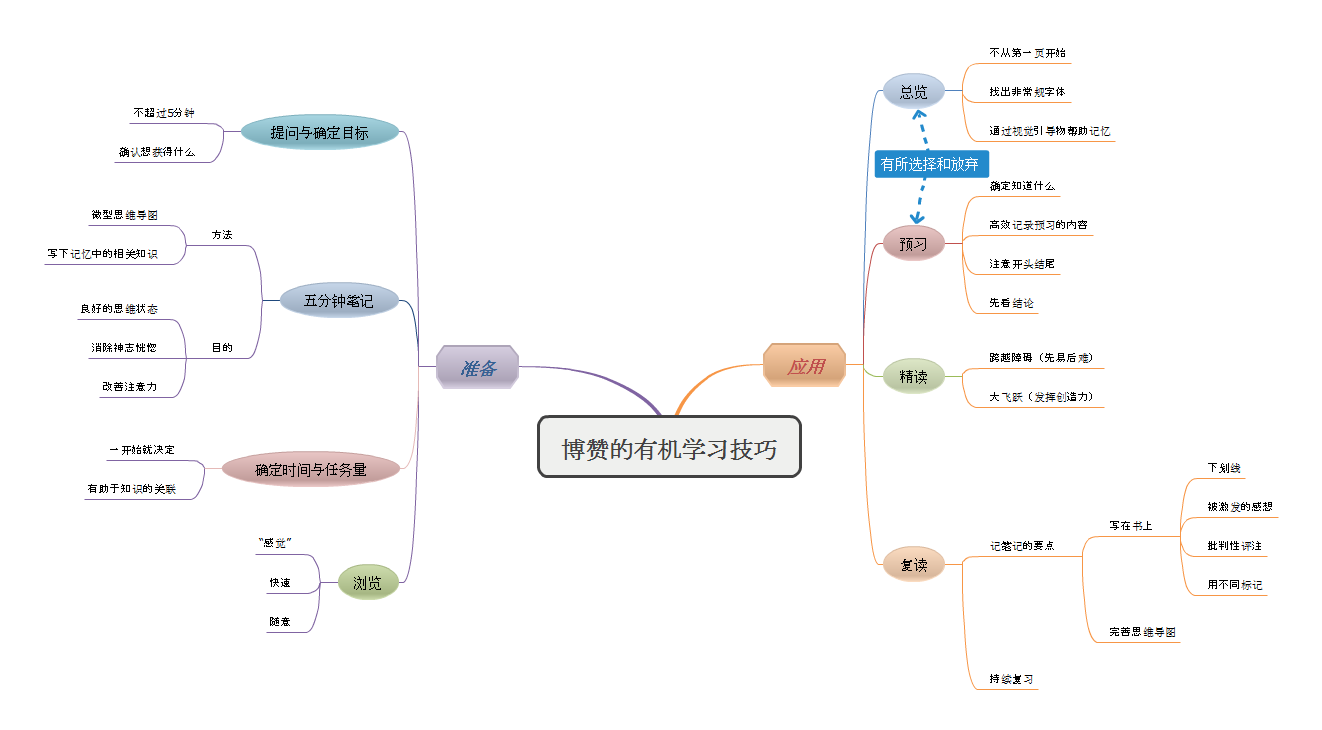 博赞的有机学习技巧
准备
提问与确定目标
不超过5分钟
确认想获得什么
五分钟笔记
方法
微型思维导图
写下记忆中的相关知识
目的
良好的思维状态
消除神志恍惚
改善注意力
确定时间与任务量
一开始就决定
有助于知识的关联
浏览
“感觉”
快速
随意
应用
总览
不从第一页开始
找出非常规字体
通过视觉引导物帮助记忆
有所选择和放弃
预习
确定知道什么
高效记录预习的内容
注意开头结尾
先看结论
精读
跨越障碍（先易后难）
大飞跃（发挥创造力）
复读
记笔记的要点
写在书上
下划线
被激发的感想
批判性评注
用不同标记
完善思维导图
持续复习